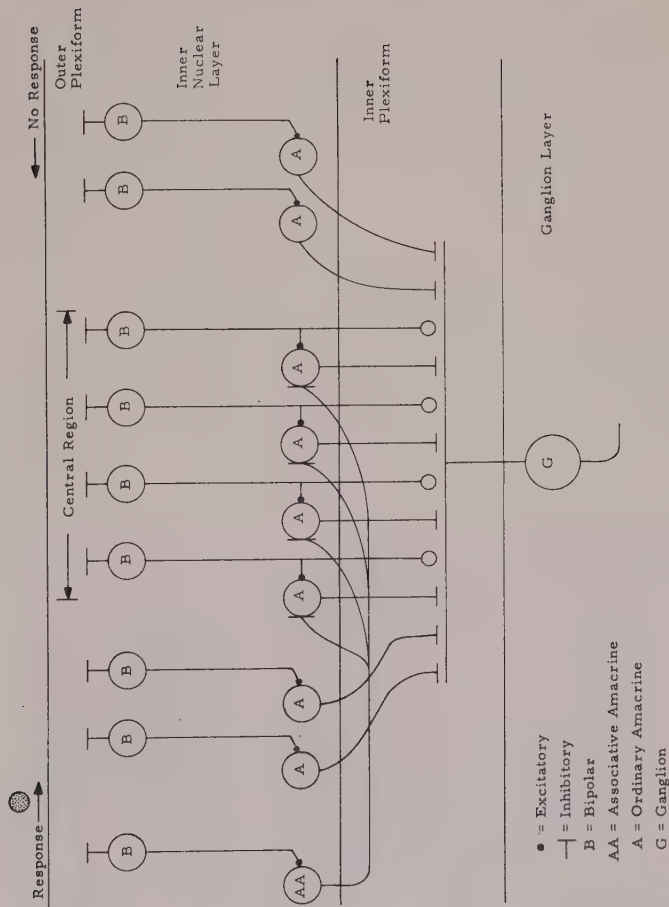 Response
No Response
Outer
Plexiform
Central Region
B
B
B
B
B
B
B
B
B
Inner
Nuclear
Layer
AA
A
A
A
A
A
A
A
A
Inner
Plexiform
G
Ganglion Layer
= Excitatory
= Inhibitory
B = Bipolar
AA = Associative Amacrine
A = Ordinary Amacrine
G = Ganglion